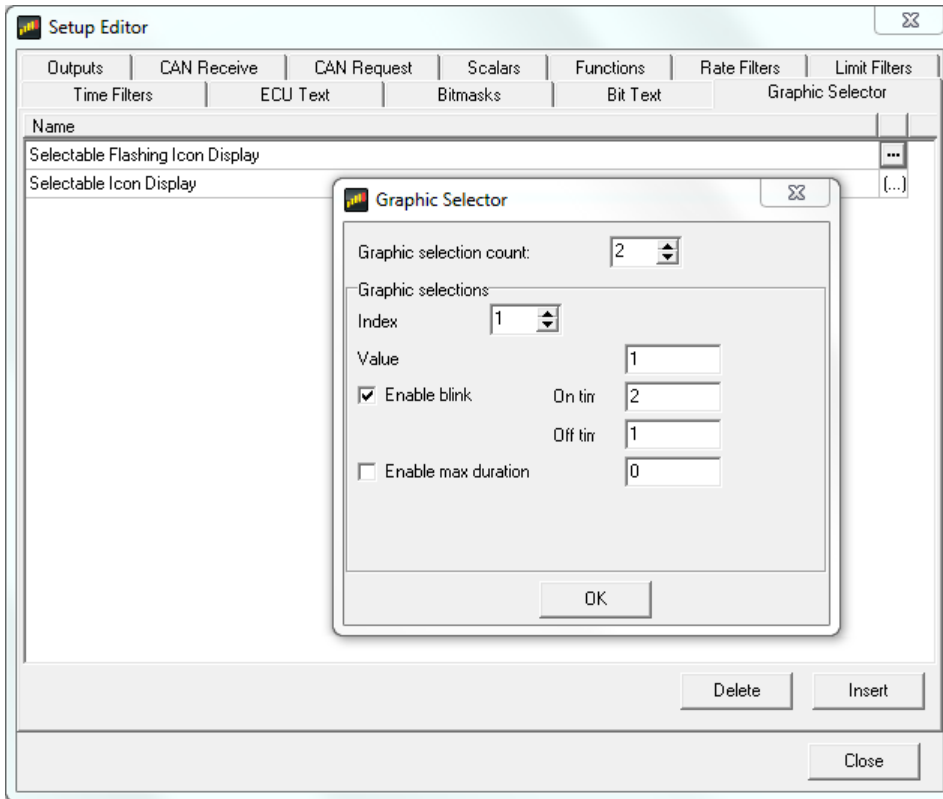 Setup Editor
Outputs CAN Receive CAN Request Scalars Functions Rate Filters Limit Filters
Time Filters ECU Text Bitmasks Bit Text Graphic Selector
Name
Selectable Flashing Icon Display ...
Selectable Icon Display (...)
Graphic Selector
Graphic selection count: 2
Graphic selections
Index 1
Value 1
Enable blink On tim 2
Off tim 1
Enable max duration 0
OK
Delete Insert
Close